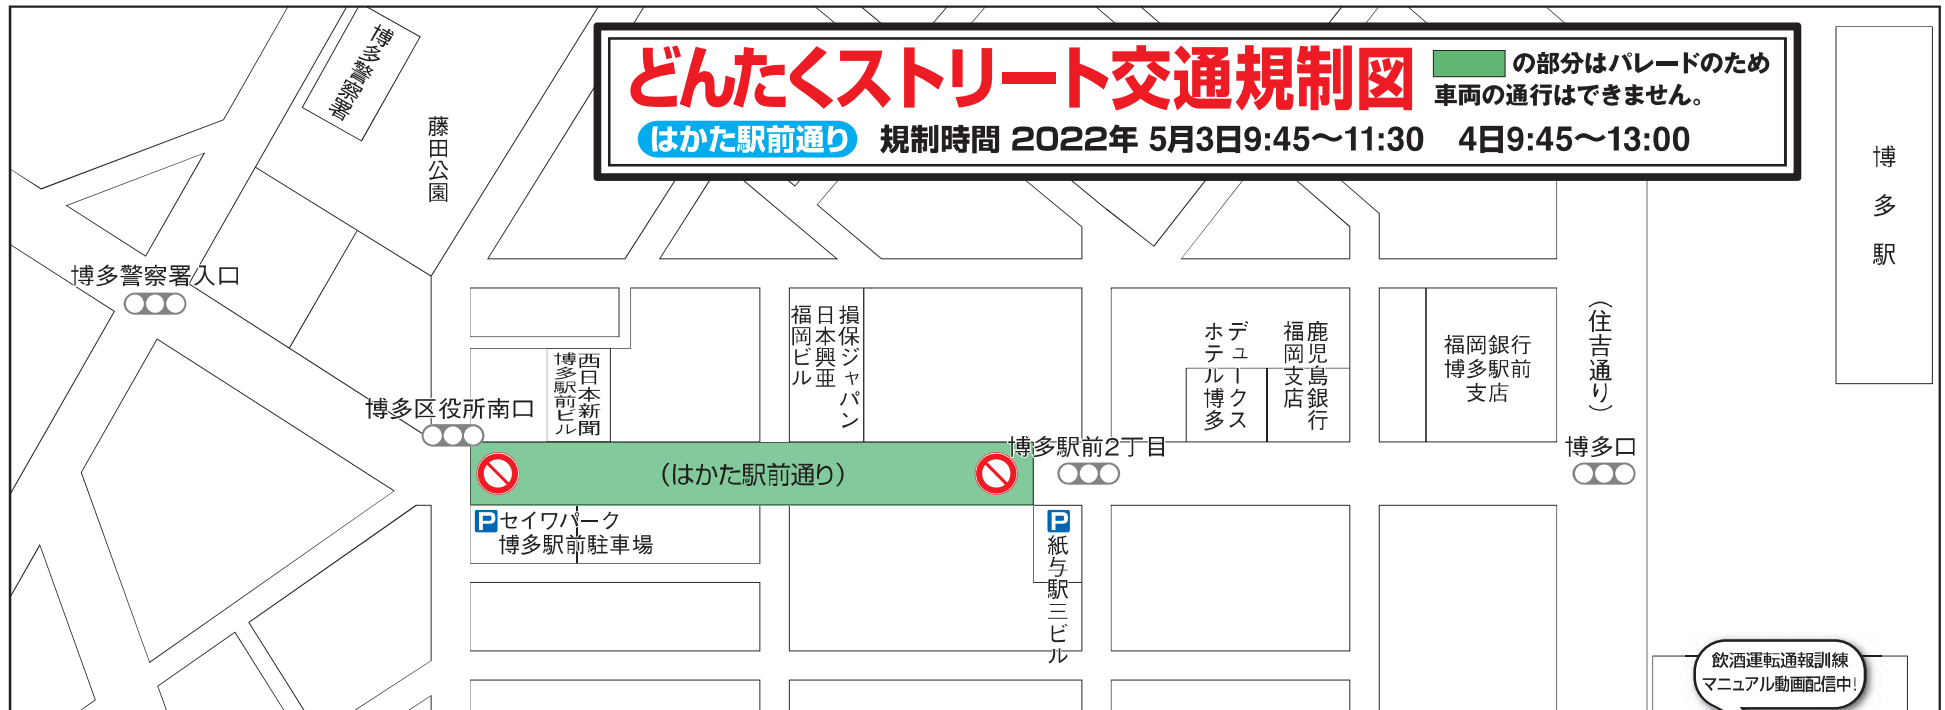 どんたくストリート交通規制図
の部分はパレードのため
車両の通行はできません。
はかた駅前通り 規制時間 2022年 5月3日9:45～11:30 4日9:45～13:00
博多警察署
藤田公園
博多駅
博多警察署入口
博多区役所南口
西日本新聞
博多駅前ビル
損保ジャパン
日本興亜
福岡ビル
デュークス
ホテル博多
鹿児島銀行
福岡支店
福岡銀行
博多駅前
支店
（住吉通り）
博多駅前2丁目
博多口
（はかた駅前通り）
P セイワパーク
博多駅前駐車場
P
紙与駅三ビル
飲酒運転通報訓練
マニュアル動画配信中！